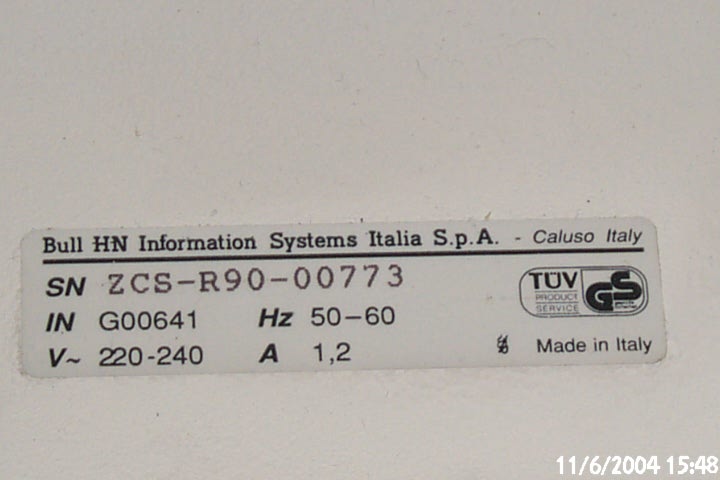 Bull HN Information Systems Italia S.p.A. - Caluso Italy
SN ZCS-R90-00773
IN G00641 Hz 50-60
V~ 220-240 A 1,2
TÜV
PRODUCT
SERVICE
GS
Made in Italy
11/6/2004 15:48